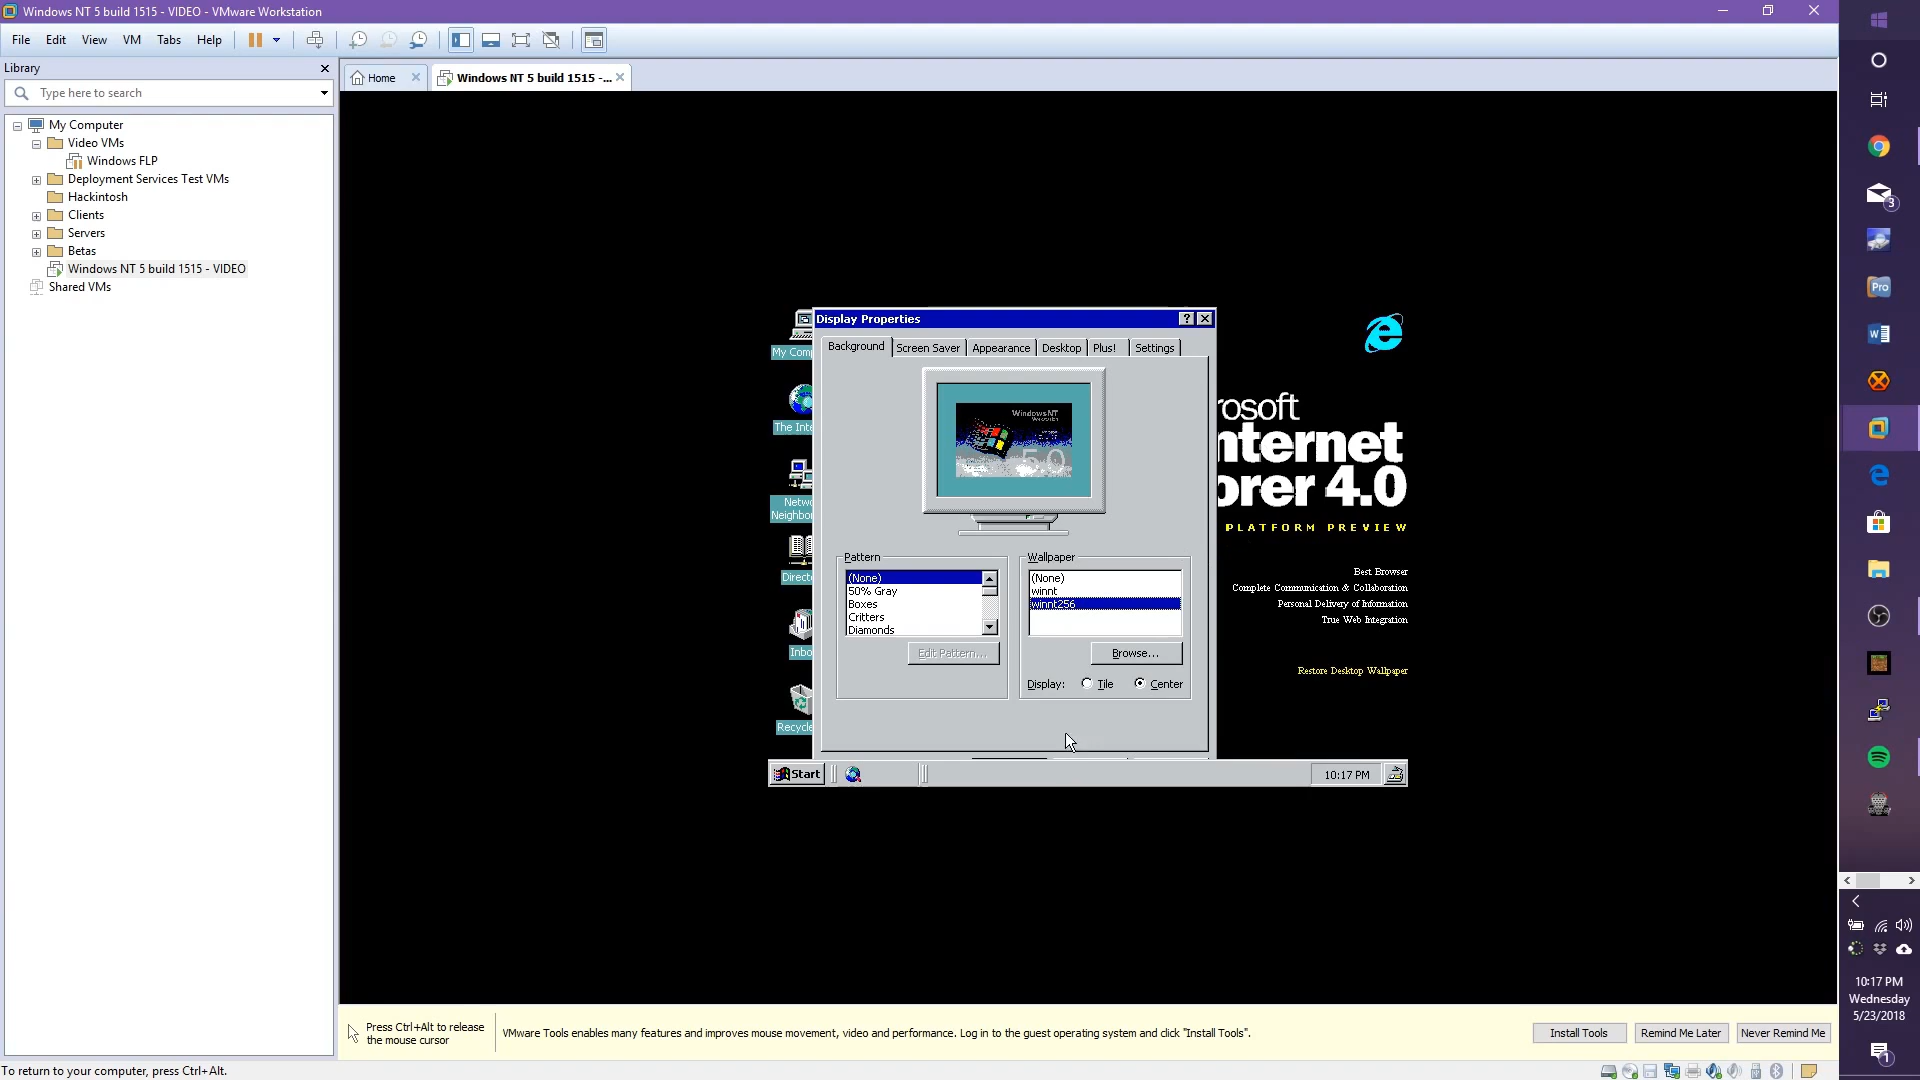 Windows NT 5 build 1515 - VIDEO - VMware Workstation
File Edit View VM Tabs Help
Library
Type here to search
My Computer
Video VMs
Windows FLP
Deployment Services Test VMs
Hackintosh
Clients
Servers
Betas
Windows NT 5 build 1515 - VIDEO
Shared VMs
Home
Windows NT 5 build 1515 -...
My Com
The Inte
Netwo
Neighbor
Direct
Inbo
Recycle
Display Properties
Background Screen Saver Appearance Desktop Plus! Settings
Windows NT
5.0
Pattern
(None)
50% Gray
Boxes
Critters
Diamonds
Edit Pattern...
Wallpaper
(None)
winnt
winnt256
Browse...
Display: Tile Center
rosoft
nternet
orer 4.0
PLATFORM PREVIEW
Best Browser
Complete Communication & Collaboration
Personal Delivery of Information
True Web Integration
Restore Desktop Wallpaper
Start
10:17 PM
Press Ctrl+Alt to release
the mouse cursor
VMware Tools enables many features and improves mouse movement, video and performance. Log in to the guest operating system and click "Install Tools".
Install Tools
Remind Me Later
Never Remind Me
To return to your computer, press Ctrl+Alt.
3
Pro
10:17 PM
Wednesday
5/23/2018
1